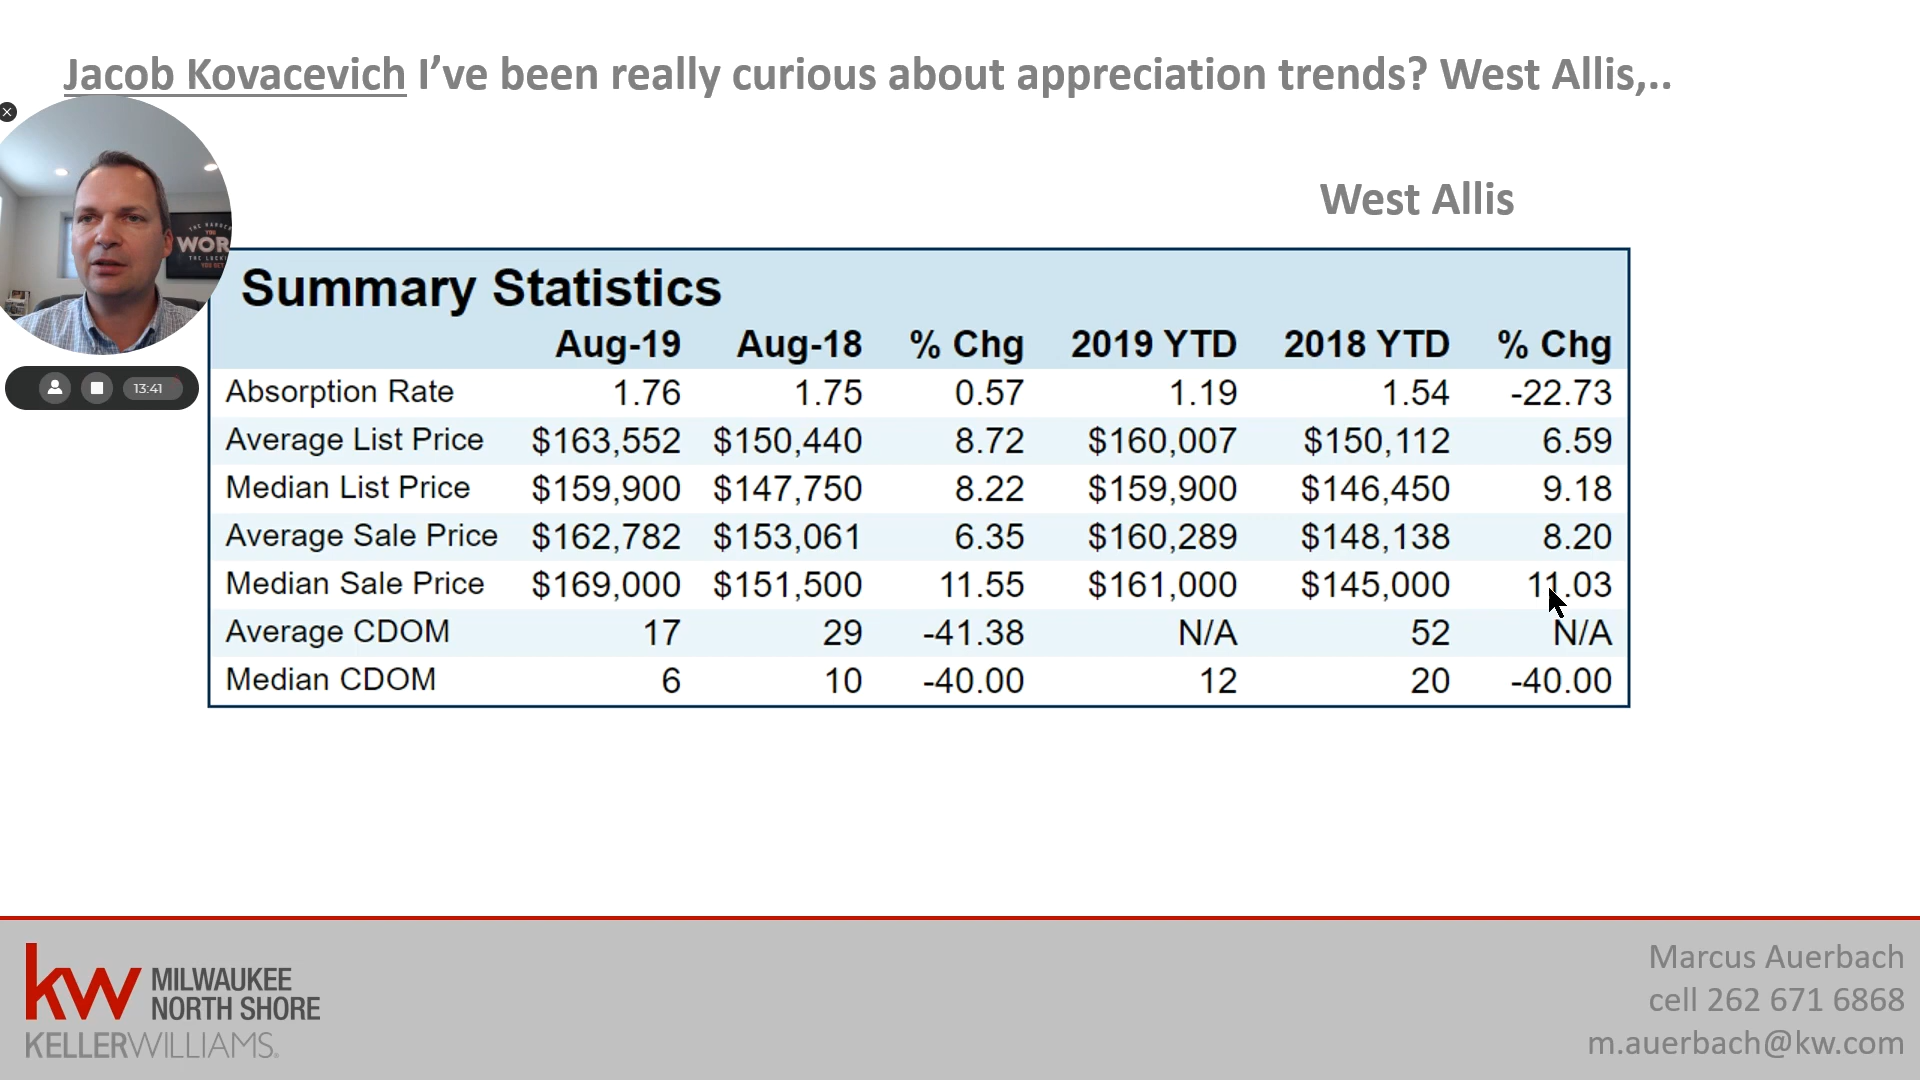 Jacob Kovacevich I’ve been really curious about appreciation trends? West Allis,..
West Allis
WOR
13:41
Summary Statistics
Aug-19 Aug-18 % Chg 2019 YTD 2018 YTD % Chg
Absorption Rate 1.76 1.75 0.57 1.19 1.54 -22.73
Average List Price $163,552 $150,440 8.72 $160,007 $150,112 6.59
Median List Price $159,900 $147,750 8.22 $159,900 $146,450 9.18
Average Sale Price $162,782 $153,061 6.35 $160,289 $148,138 8.20
Median Sale Price $169,000 $151,500 11.55 $161,000 $145,000 11.03
Average CDOM 17 29 -41.38 N/A 52 N/A
Median CDOM 6 10 -40.00 12 20 -40.00
kw MILWAUKEE
NORTH SHORE
KELLERWILLIAMS.
Marcus Auerbach
cell 262 671 6868
m.auerbach@kw.com